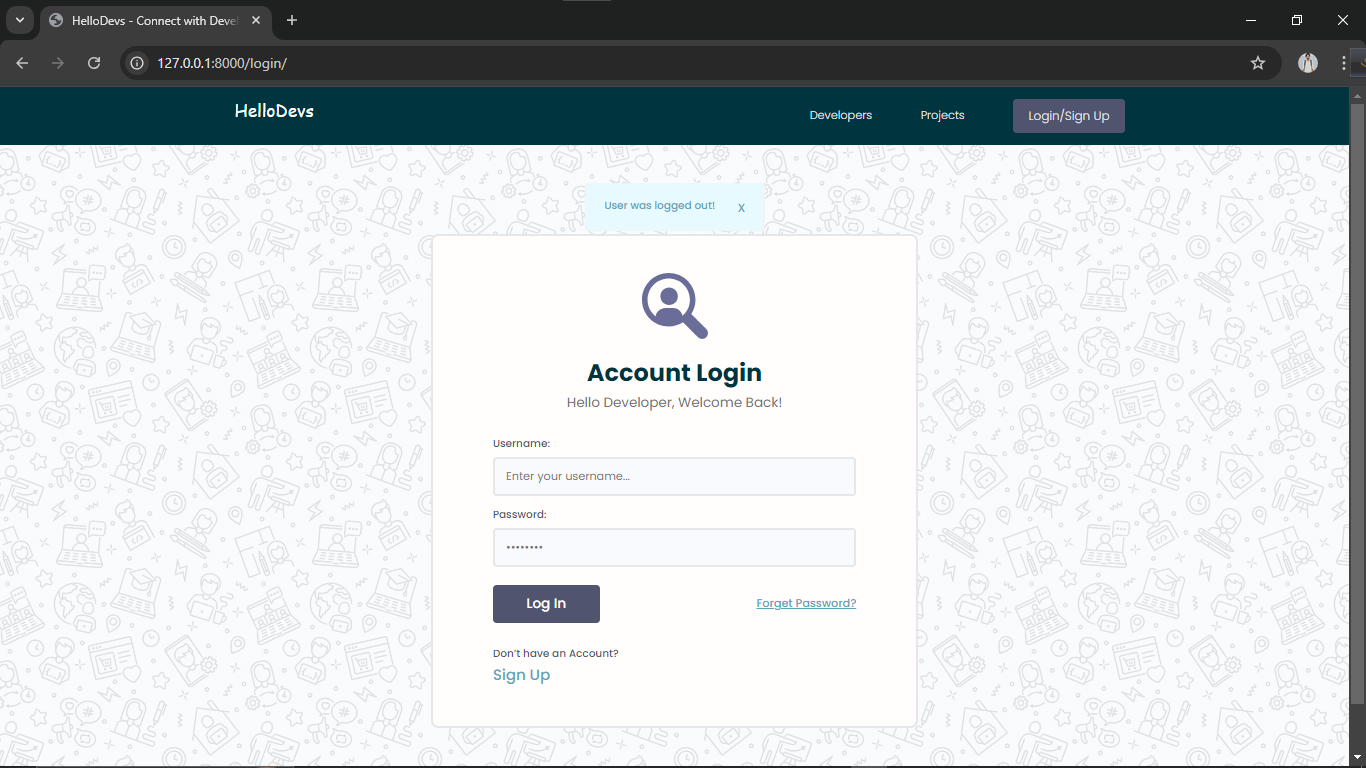 HelloDevs - Connect with Deve
127.0.0.1:8000/login/
HelloDevs
Developers
Projects
Login/Sign Up
User was logged out!
X
Account Login
Hello Developer, Welcome Back!
Username:
Enter your username...
Password:
••••••••
Log In
Forget Password?
Don't have an Account?
Sign Up